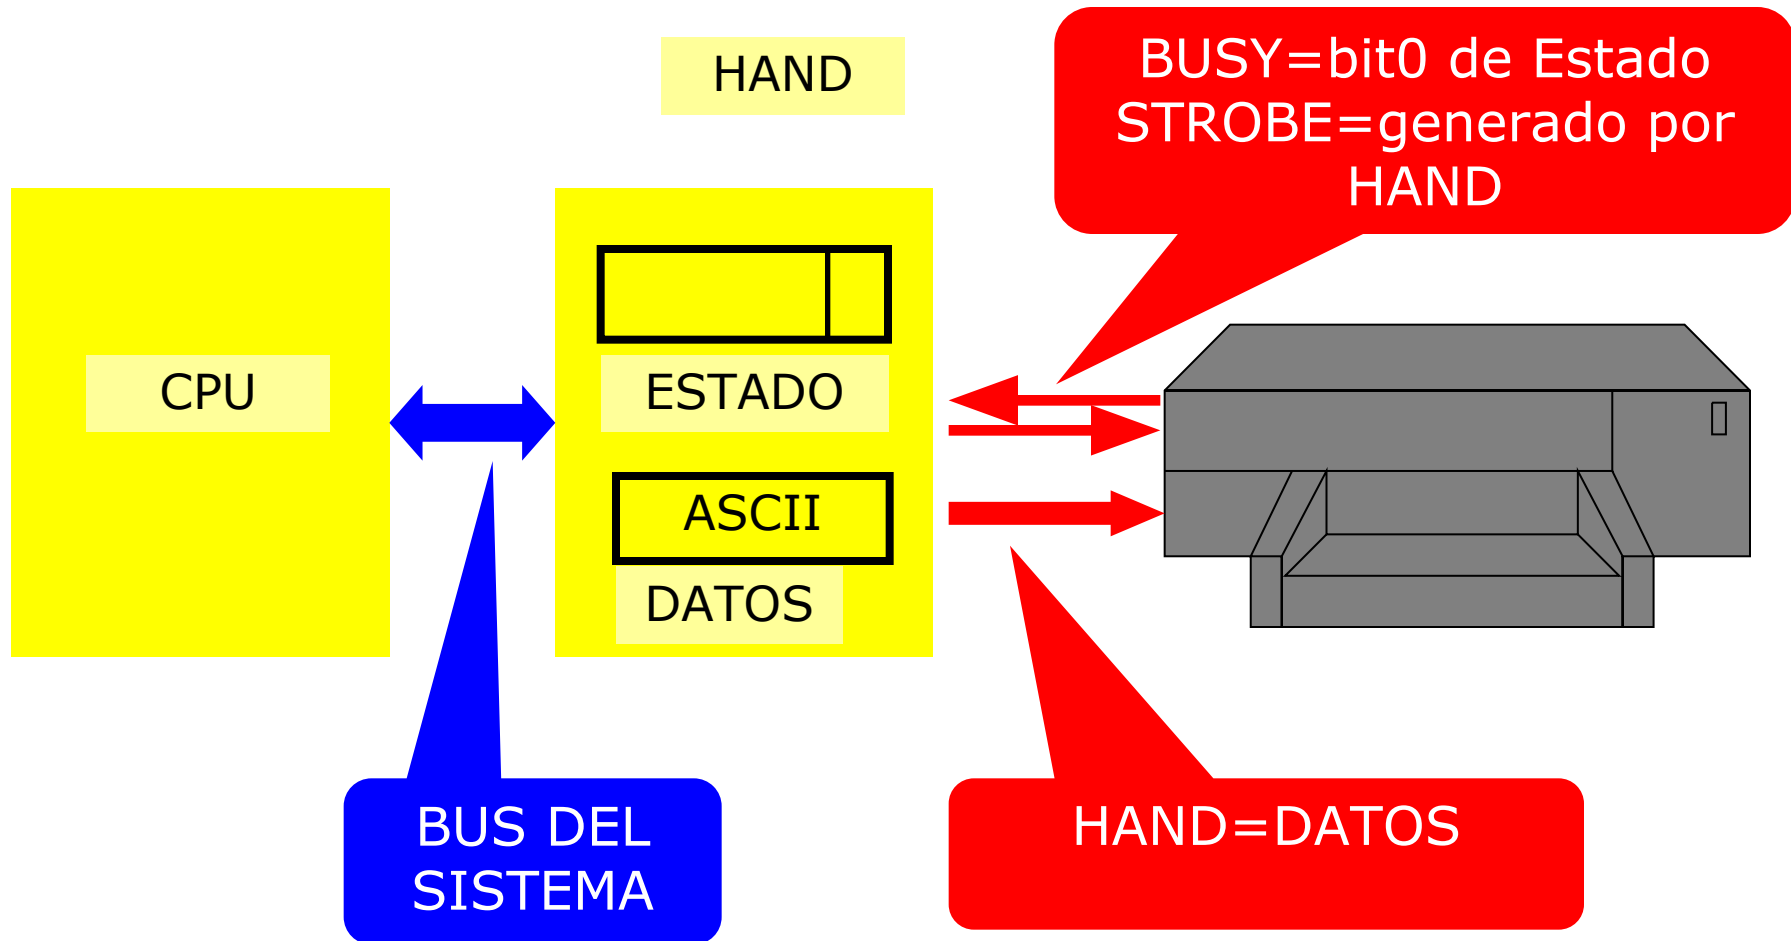 HAND
BUSY=bit0 de Estado
STROBE=generado por
HAND
CPU
ESTADO
ASCII
DATOS
BUS DEL
SISTEMA
HAND=DATOS